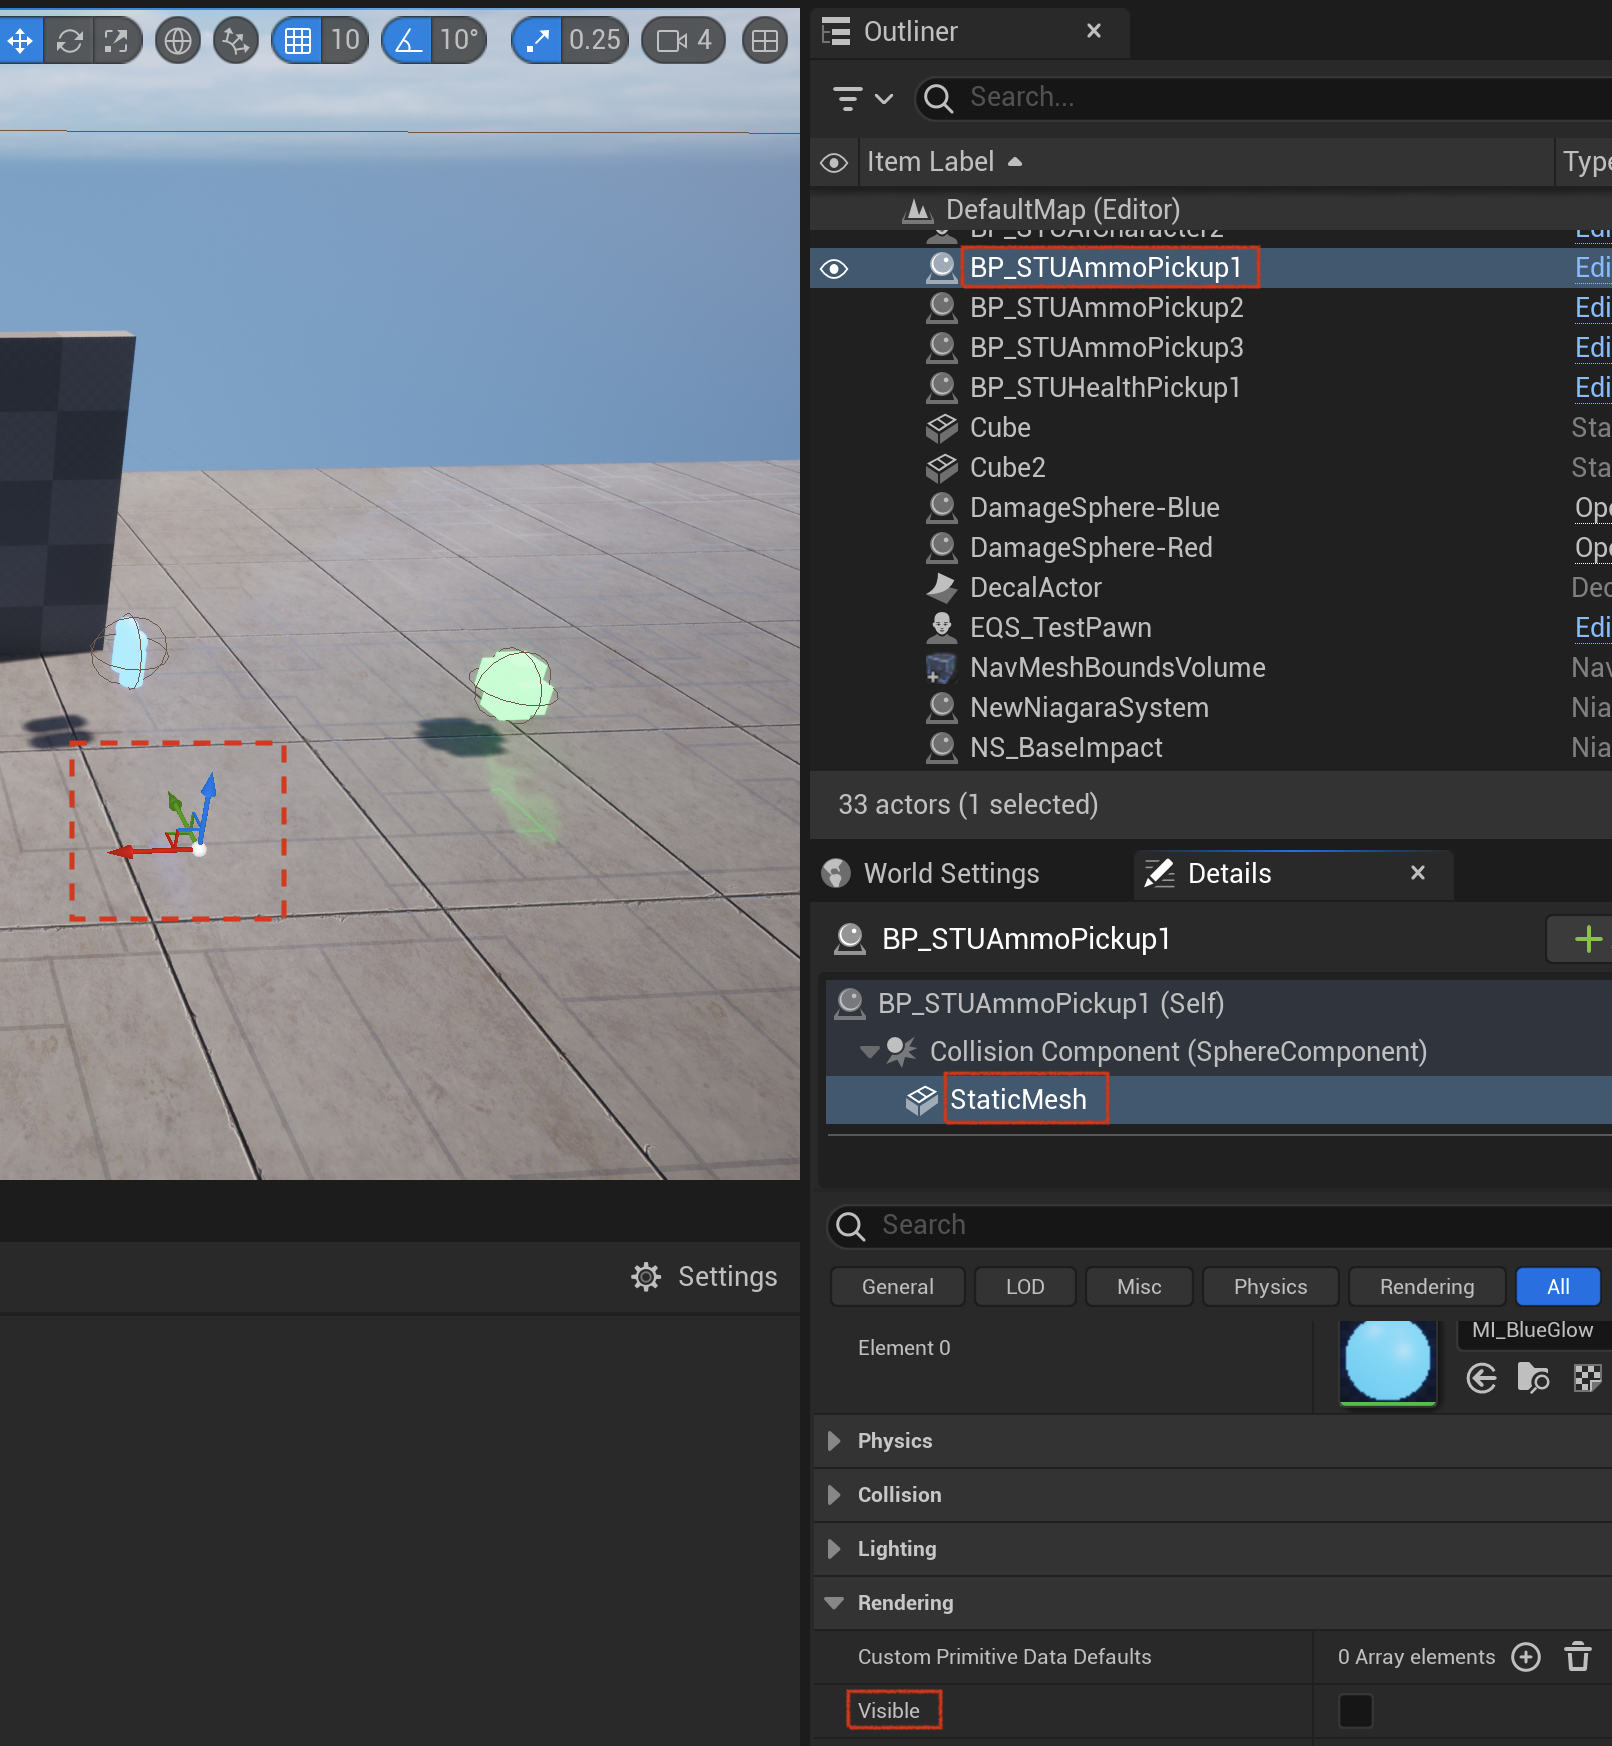 10
10°
0.25
4
Outliner
Search...
Item Label
Type
DefaultMap (Editor)
BP_STUAICharacter2
Edi
BP_STUAmmoPickup1
Edi
BP_STUAmmoPickup2
Edi
BP_STUAmmoPickup3
Edi
BP_STUHealthPickup1
Edi
Cube
Sta
Cube2
Sta
DamageSphere-Blue
Ope
DamageSphere-Red
Ope
DecalActor
Dec
EQS_TestPawn
Edi
NavMeshBoundsVolume
Nav
NewNiagaraSystem
Nia
NS_BaseImpact
Nia
33 actors (1 selected)
World Settings
Details
BP_STUAmmoPickup1
BP_STUAmmoPickup1 (Self)
Collision Component (SphereComponent)
StaticMesh
Search
Settings
General
LOD
Misc
Physics
Rendering
All
Element 0
MI_BlueGlow
Physics
Collision
Lighting
Rendering
Custom Primitive Data Defaults
0 Array elements
Visible